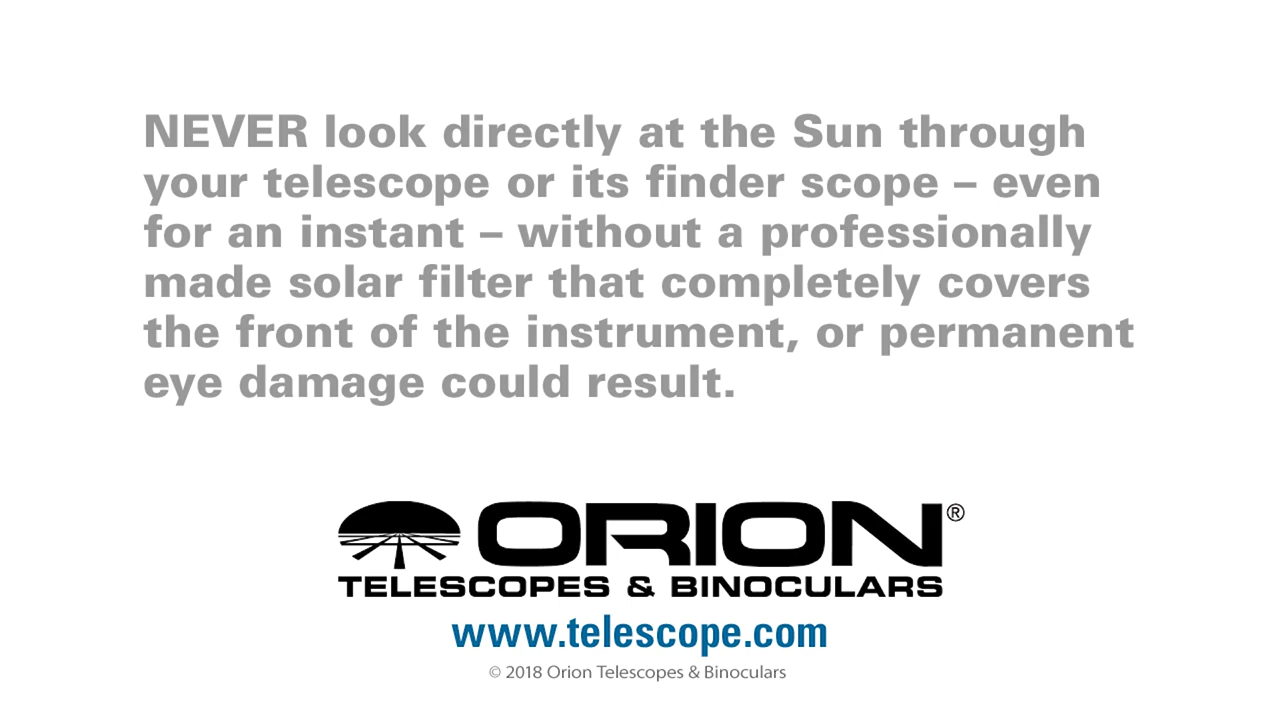 NEVER look directly at the Sun through
your telescope or its finder scope – even
for an instant – without a professionally
made solar filter that completely covers
the front of the instrument, or permanent
eye damage could result.
ORION®
TELESCOPES & BINOCULARS
www.telescope.com
© 2018 Orion Telescopes & Binoculars